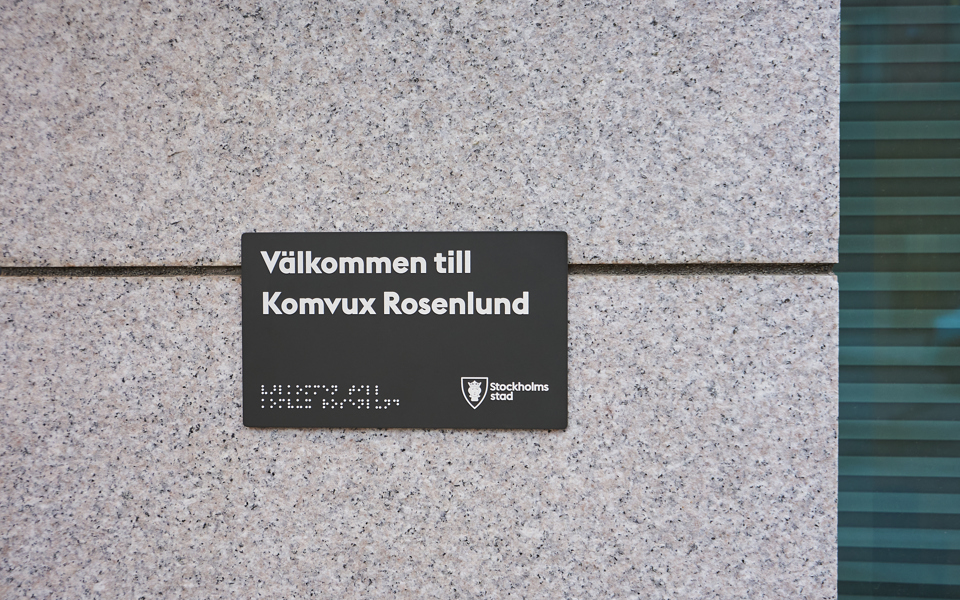 Välkommen till
Komvux Rosenlund
⠧⠜⠇⠅⠕⠍⠍⠑⠝ ⠞⠊⠇⠇
⠅⠕⠍⠧⠥⠭ ⠗⠕⠎⠑⠝⠇⠥⠝⠙
Stockholms
stad